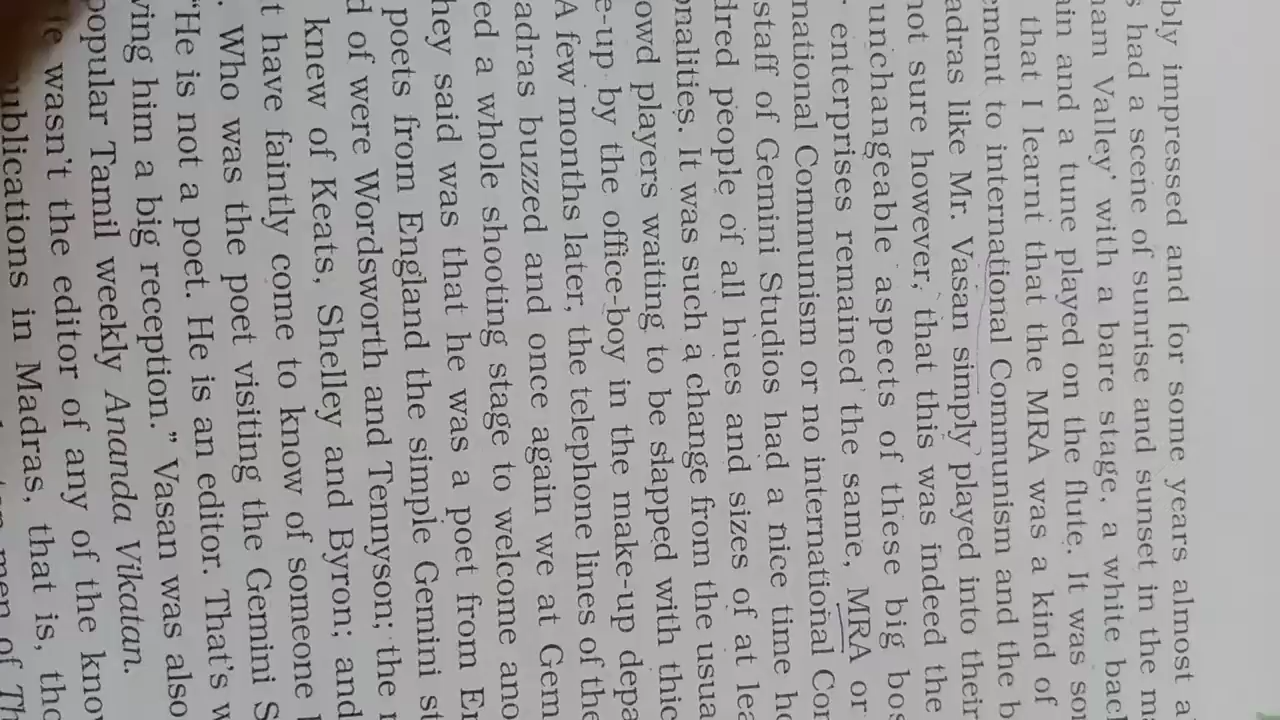 impressed and for some years almost
had a scene of sunrise and sunset in the
Valley' with a bare stage, a white
and a tune played on the flute. It was
that I learnt that the MRA was a kind of
to international Communism and the
like Mr. Vasan simply played into their
not sure however, that this was indeed the
unchangeable aspects of these big
enterprises remained the same, MRA or
national Communism or no international
staff of Gemini Studios had a nice time
people of all hues and sizes of at
It was such a change from the
players waiting to be slapped with
by the office-boy in the make-up
A few months later, the telephone lines of the
buzzed and once again we at
a whole shooting stage to welcome
they said was that he was a poet from
poets from England the simple Gemini
of were Wordsworth and Tennyson; the
knew of Keats, Shelley and Byron; and
have faintly come to know of someone
Who was the poet visiting the Gemini
"He is not a poet. He is an editor. That's
him a big reception." Vasan was also
popular Tamil weekly Ananda Vikatan.
wasn't the editor of any of the
in Madras, that is,
men of